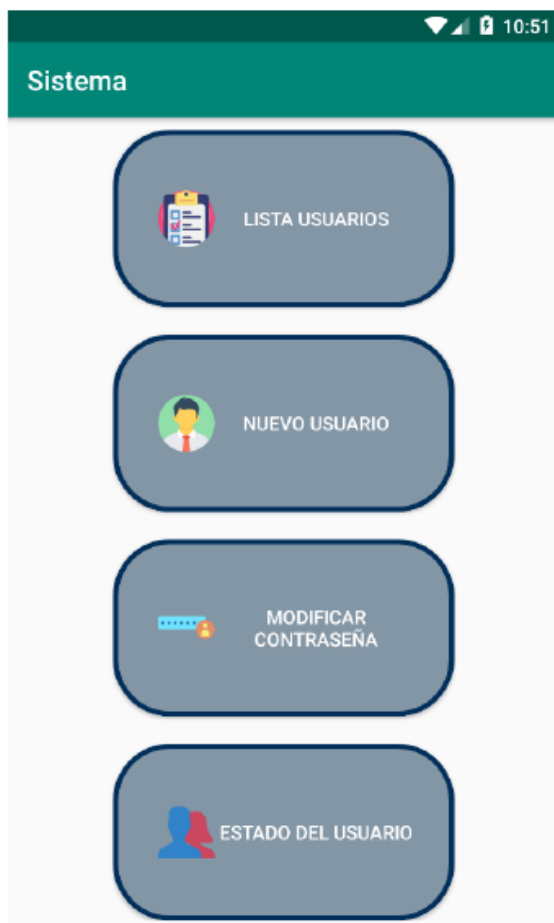 10:51
Sistema
LISTA USUARIOS
NUEVO USUARIO
MODIFICAR
CONTRASEÑA
ESTADO DEL USUARIO